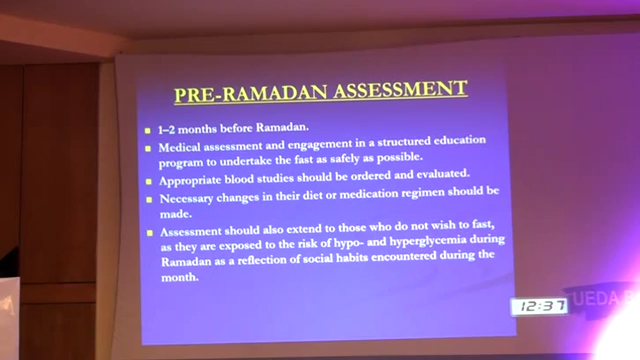 PRE-RAMADAN ASSESSMENT
1–2 months before Ramadan.
Medical assessment and engagement in a structured education
program to undertake the fast as safely as possible.
Appropriate blood studies should be ordered and evaluated.
Necessary changes in their diet or medication regimen should be
made.
Assessment should also extend to those who do not wish to fast,
as they are exposed to the risk of hypo- and hyperglycemia during
Ramadan as a reflection of social habits encountered during the
month.
12:37
UEDA